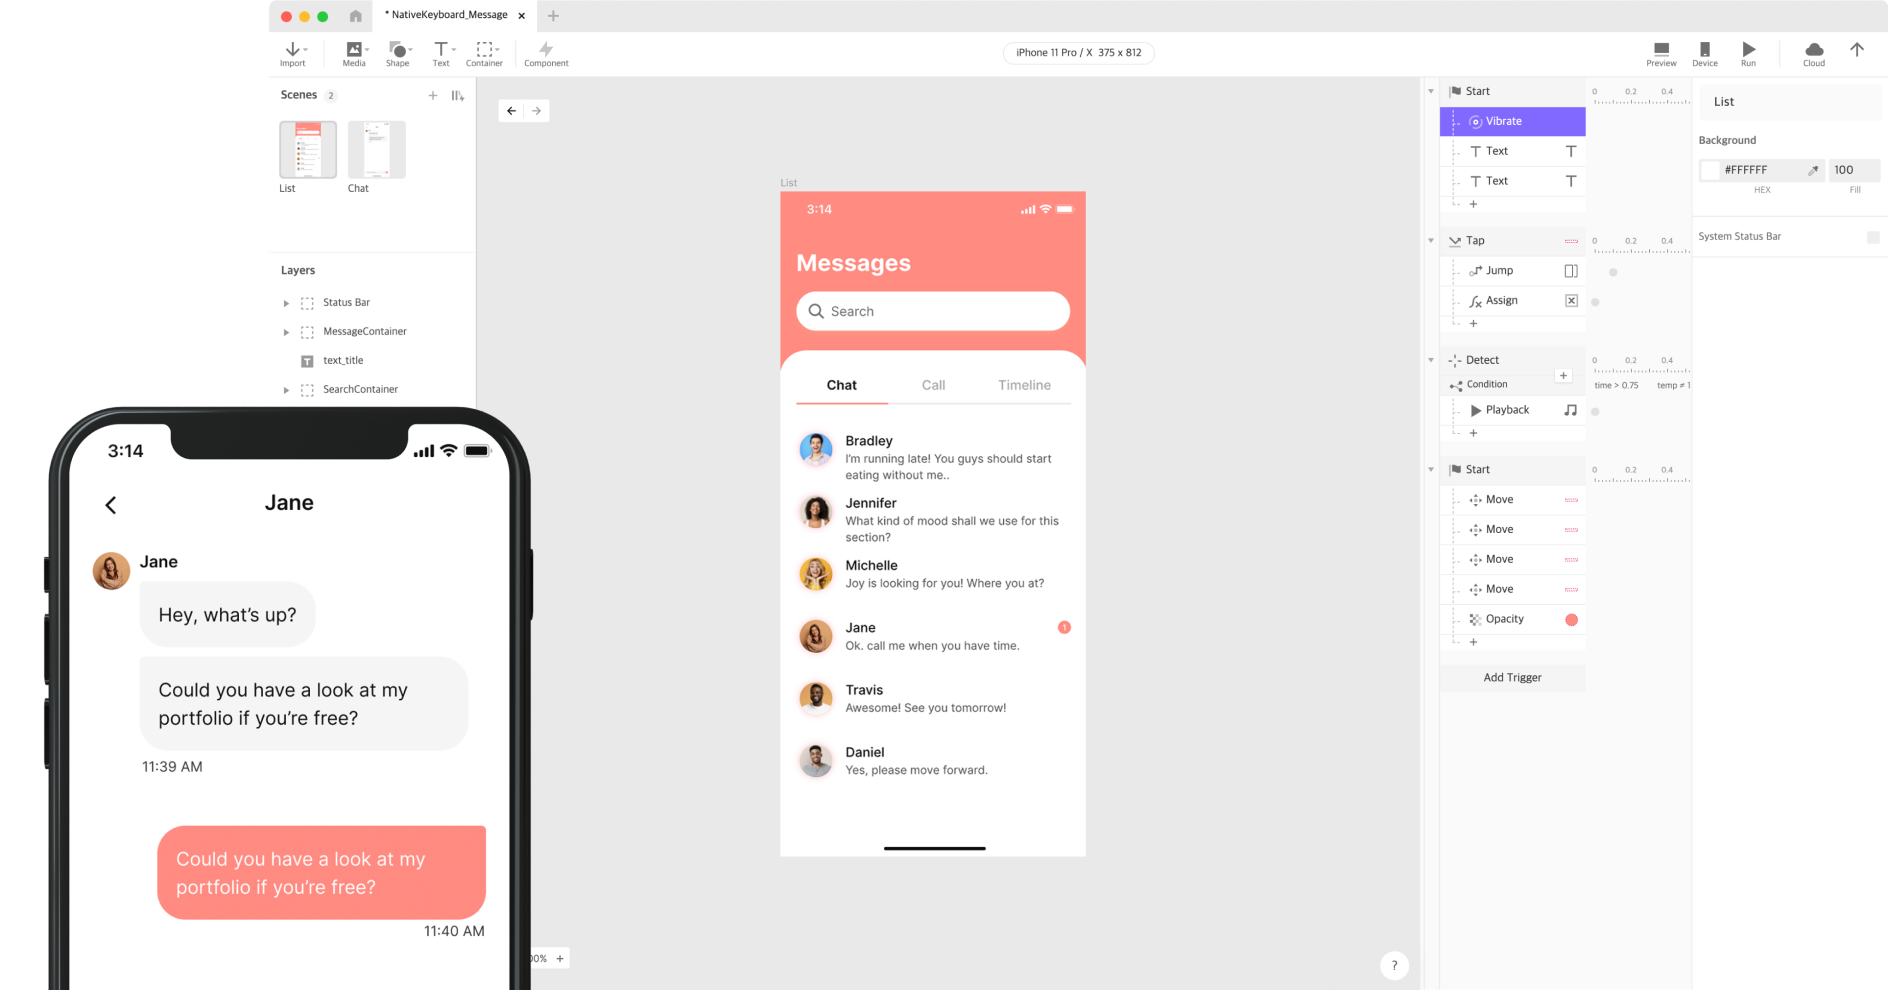 * NativeKeyboard_Message
Import
Media
Shape
Text
Container
Component
iPhone 11 Pro / X 375 x 812
Preview
Device
Run
Cloud
Scenes 2
List
Chat
Layers
Status Bar
MessageContainer
text_title
SearchContainer
3:14
Jane
Jane
Hey, what's up?
Could you have a look at my
portfolio if you're free?
11:39 AM
Could you have a look at my
portfolio if you're free?
11:40 AM
List
3:14
Messages
Search
Chat
Call
Timeline
Bradley
I'm running late! You guys should start
eating without me..
Jennifer
What kind of mood shall we use for this
section?
Michelle
Joy is looking for you! Where you at?
Jane
1
Ok. call me when you have time.
Travis
Awesome! See you tomorrow!
Daniel
Yes, please move forward.
?
Start
0 0.2 0.4
Vibrate
Text
Text
Tap
0 0.2 0.4
Jump
Assign
Detect
0 0.2 0.4
Condition
time > 0.75 temp ≠ 1
Playback
Start
0 0.2 0.4
Move
Move
Move
Move
Opacity
Add Trigger
List
Background
#FFFFFF
100
HEX
Fill
System Status Bar